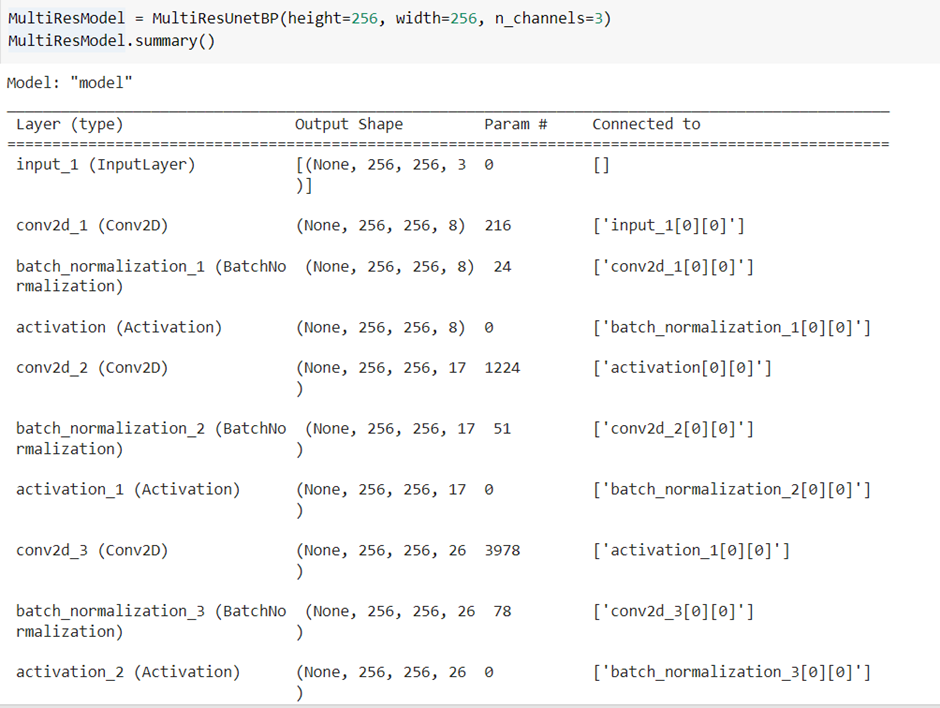 MultiResModel = MultiResUnetBP(height=256, width=256, n_channels=3)
MultiResModel.summary()
Model: "model"
Layer (type) Output Shape Param # Connected to
input_1 (InputLayer) [(None, 256, 256, 3 0 []
)]
conv2d_1 (Conv2D) (None, 256, 256, 8) 216 ['input_1[0][0]']
batch_normalization_1 (BatchNo (None, 256, 256, 8) 24 ['conv2d_1[0][0]']
rmalization)
activation (Activation) (None, 256, 256, 8) 0 ['batch_normalization_1[0][0]']
conv2d_2 (Conv2D) (None, 256, 256, 17 1224 ['activation[0][0]']
)
batch_normalization_2 (BatchNo (None, 256, 256, 17 51 ['conv2d_2[0][0]']
rmalization) )
activation_1 (Activation) (None, 256, 256, 17 0 ['batch_normalization_2[0][0]']
)
conv2d_3 (Conv2D) (None, 256, 256, 26 3978 ['activation_1[0][0]']
)
batch_normalization_3 (BatchNo (None, 256, 256, 26 78 ['conv2d_3[0][0]']
rmalization) )
activation_2 (Activation) (None, 256, 256, 26 0 ['batch_normalization_3[0][0]']
)